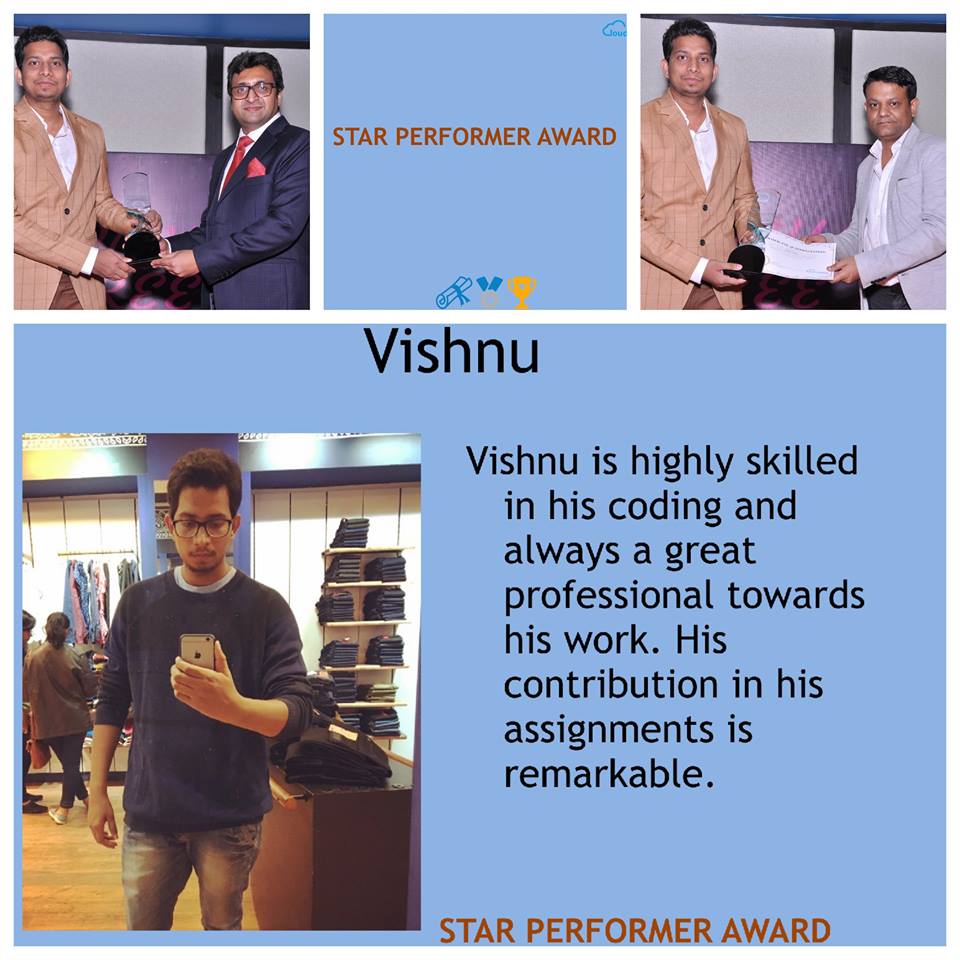 Cloud
STAR PERFORMER AWARD
Vishnu
Vishnu is highly skilled
in his coding and
always a great
professional towards
his work. His
contribution in his
assignments is
remarkable.
STAR PERFORMER AWARD